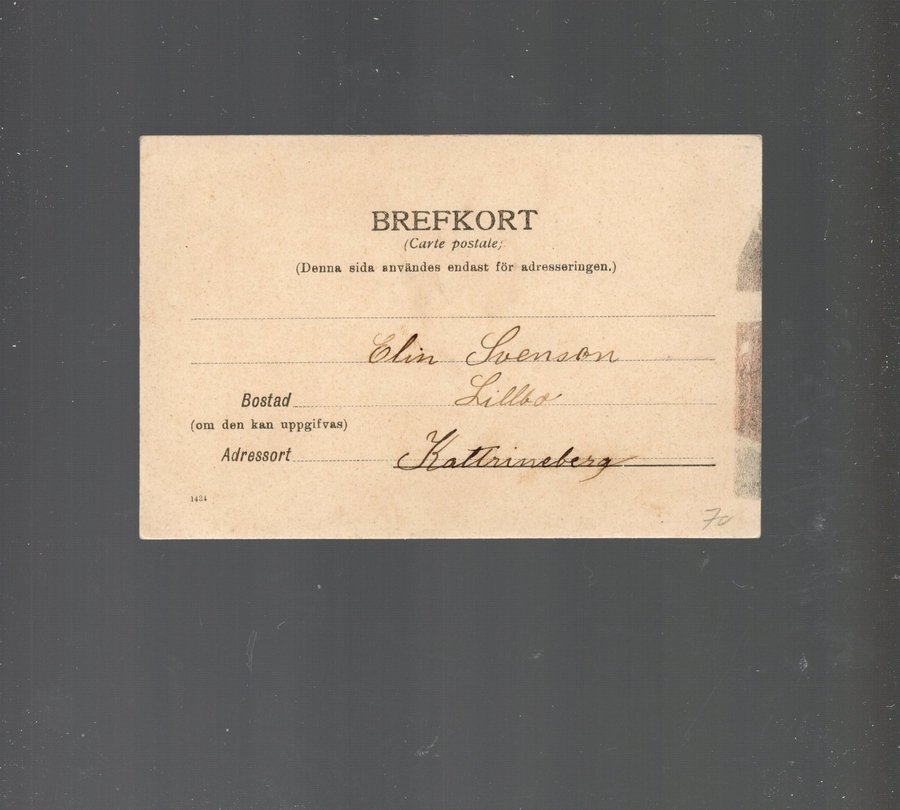 BREFKORT
(Carte postale)
(Denna sida användes endast för adresseringen.)
Elin Svenson
Bostad Lillbo
(om den kan uppgifvas)
Adressort Kattrineberg
1434
70